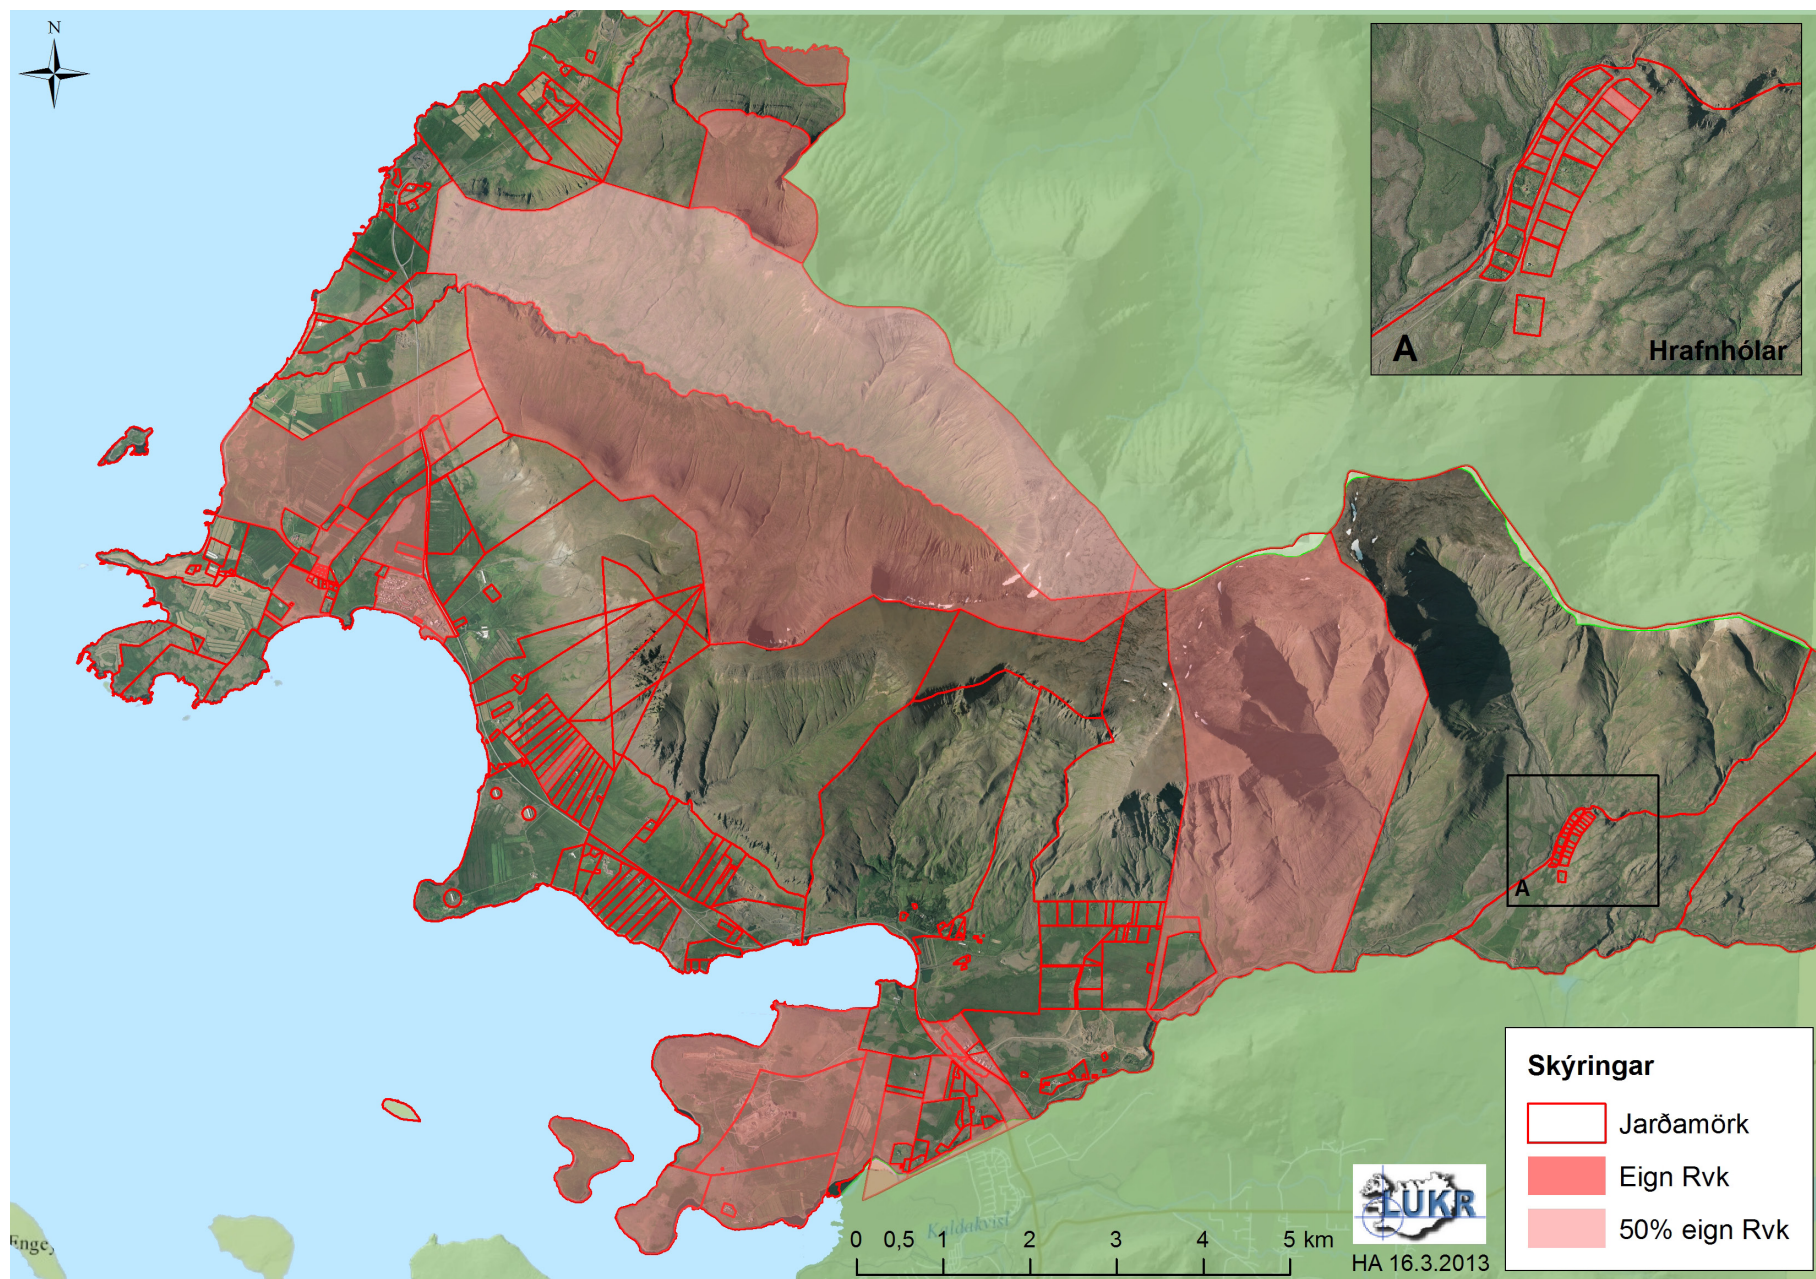 N
A
Hrafnhólar
A
Skýringar
Jarðamörk
Eign Rvk
50% eign Rvk
LUKR
HA 16.3.2013
0 0,5 1 2 3 4 5 km
Kaldakvísl
Engey